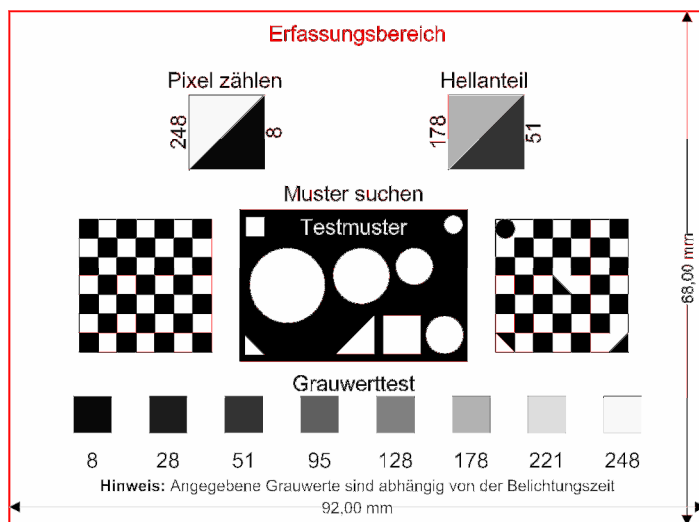 Erfassungsbereich
Pixel zählen
Hellanteil
248
8
178
51
Muster suchen
Testmuster
68,00 mm
Grauwerttest
8 28 51 95 128 178 221 248
Hinweis: Angegebene Grauwerte sind abhängig von der Belichtungszeit
92,00 mm